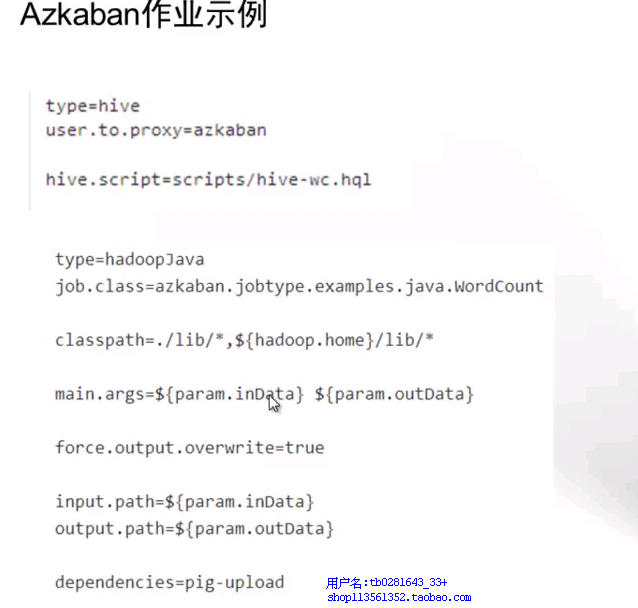 Azkaban作业示例
type=hive
user.to.proxy=azkaban
hive.script=scripts/hive-wc.hql
type=hadoopJava
job.class=azkaban.jobtype.examples.java.WordCount
classpath=./lib/*,${hadoop.home}/lib/*
main.args=${param.inData} ${param.outData}
force.output.overwrite=true
input.path=${param.inData}
output.path=${param.outData}
dependencies=pig-upload
用户名:tb0281643_33+
shop113561352.taobao.com